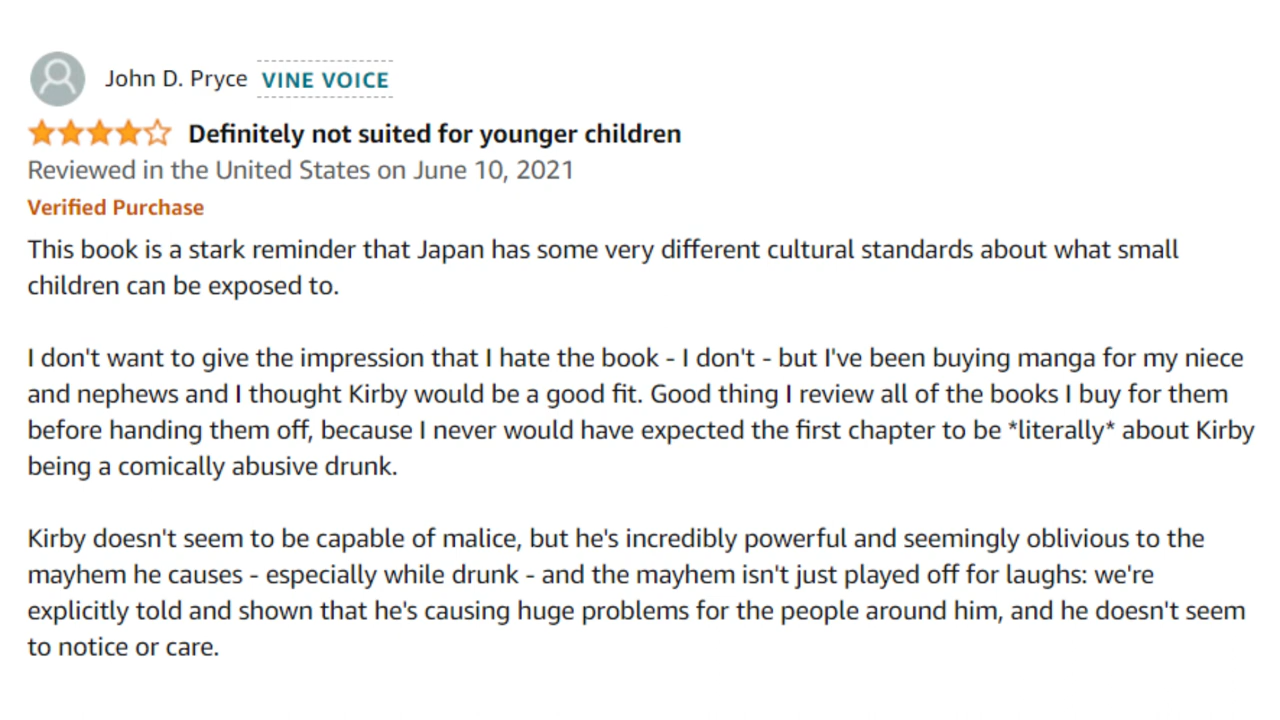 John D. Pryce VINE VOICE
Definitely not suited for younger children
Reviewed in the United States on June 10, 2021
Verified Purchase
This book is a stark reminder that Japan has some very different cultural standards about what small
children can be exposed to.
I don't want to give the impression that I hate the book - I don't - but I've been buying manga for my niece
and nephews and I thought Kirby would be a good fit. Good thing I review all of the books I buy for them
before handing them off, because I never would have expected the first chapter to be *literally* about Kirby
being a comically abusive drunk.
Kirby doesn't seem to be capable of malice, but he's incredibly powerful and seemingly oblivious to the
mayhem he causes - especially while drunk - and the mayhem isn't just played off for laughs: we're
explicitly told and shown that he's causing huge problems for the people around him, and he doesn't seem
to notice or care.